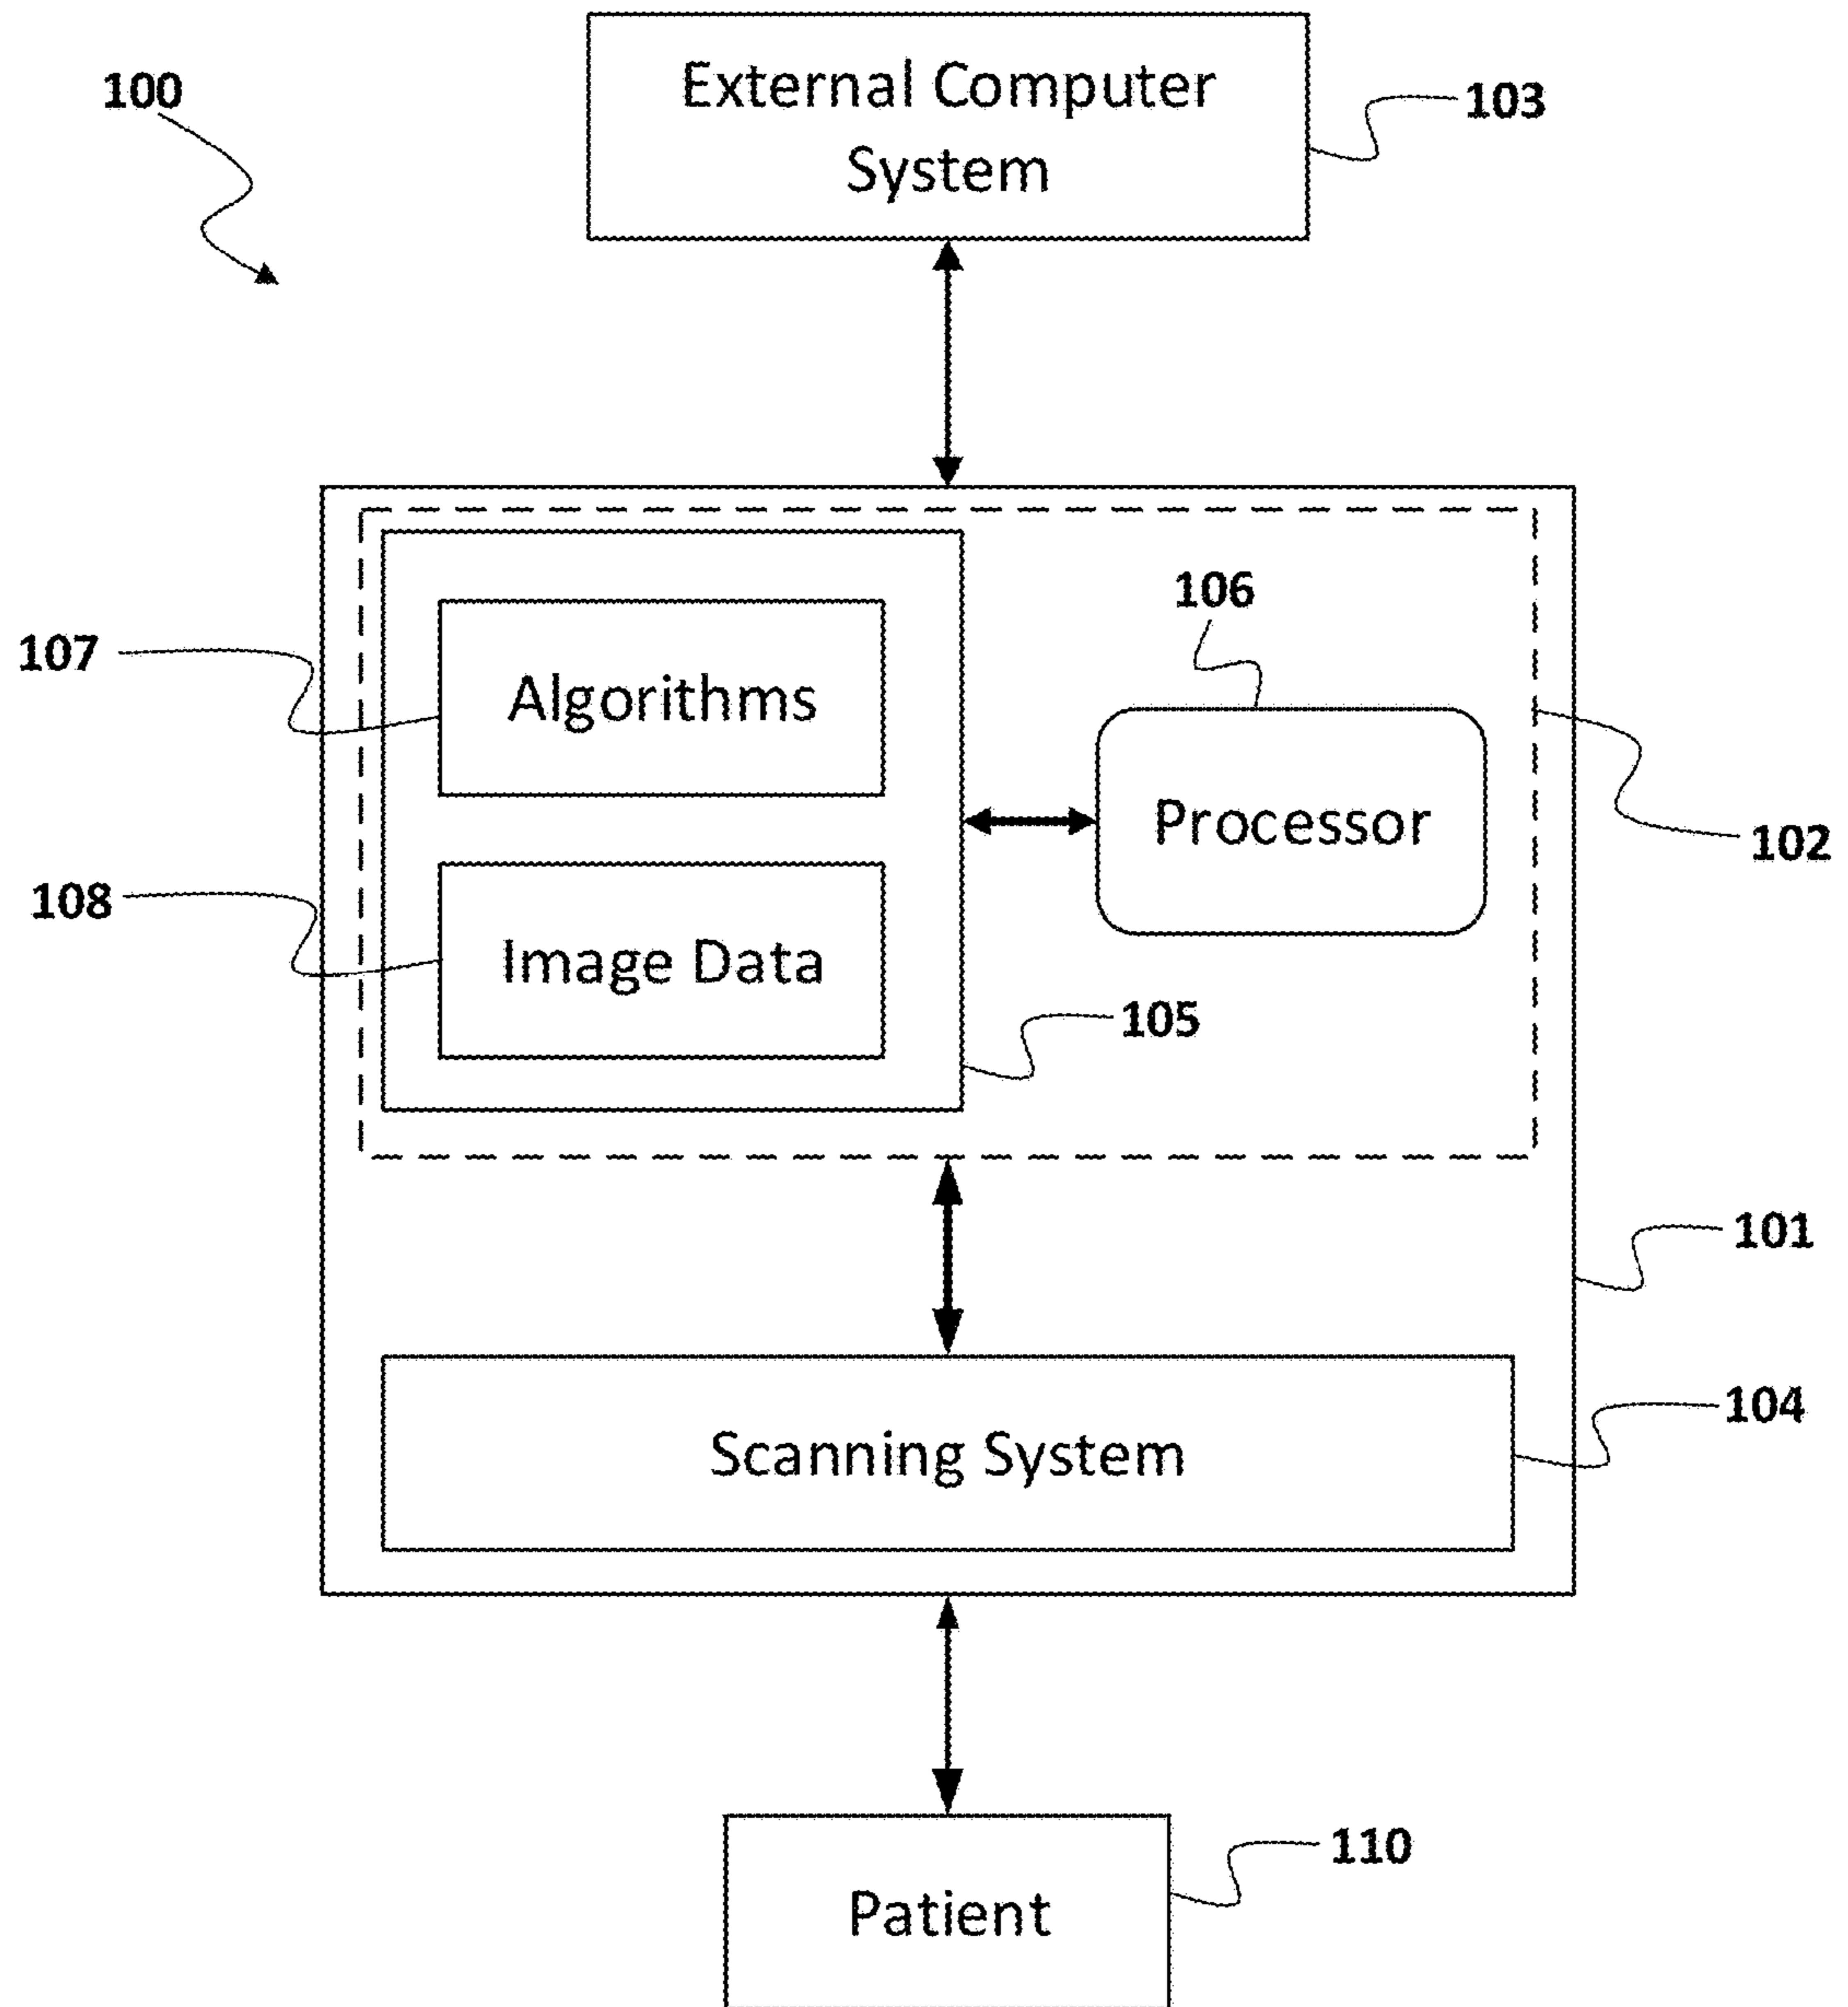 100
External Computer
System
103
106
107
Algorithms
Processor
102
108
Image Data
105
101
Scanning System
104
110
Patient